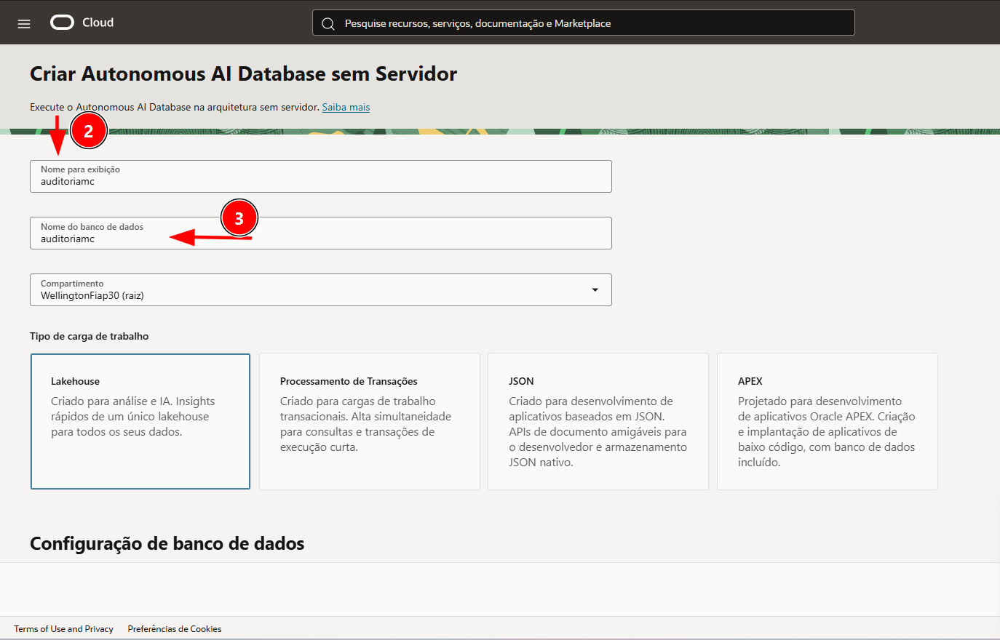 Cloud
Pesquise recursos, serviços, documentação e Marketplace
Criar Autonomous AI Database sem Servidor
Execute o Autonomous AI Database na arquitetura sem servidor. Saiba mais
2
Nome para exibição
auditoriamc
3
Nome do banco de dados
auditoriamc
Compartimento
WellingtonFiap30 (raiz)
Tipo de carga de trabalho
Lakehouse
Criado para análise e IA. Insights
rápidos de um único lakehouse
para todos os seus dados.
Processamento de Transações
Criado para cargas de trabalho
transacionais. Alta simultaneidade
para consultas e transações de
execução curta.
JSON
Criado para desenvolvimento de
aplicativos baseados em JSON.
APIs de documento amigáveis para
o desenvolvedor e armazenamento
JSON nativo.
APEX
Projetado para desenvolvimento
de aplicativos Oracle APEX. Criação
e implantação de aplicativos de
baixo código, com banco de dados
incluído.
Configuração de banco de dados
Terms of Use and Privacy
Preferências de Cookies